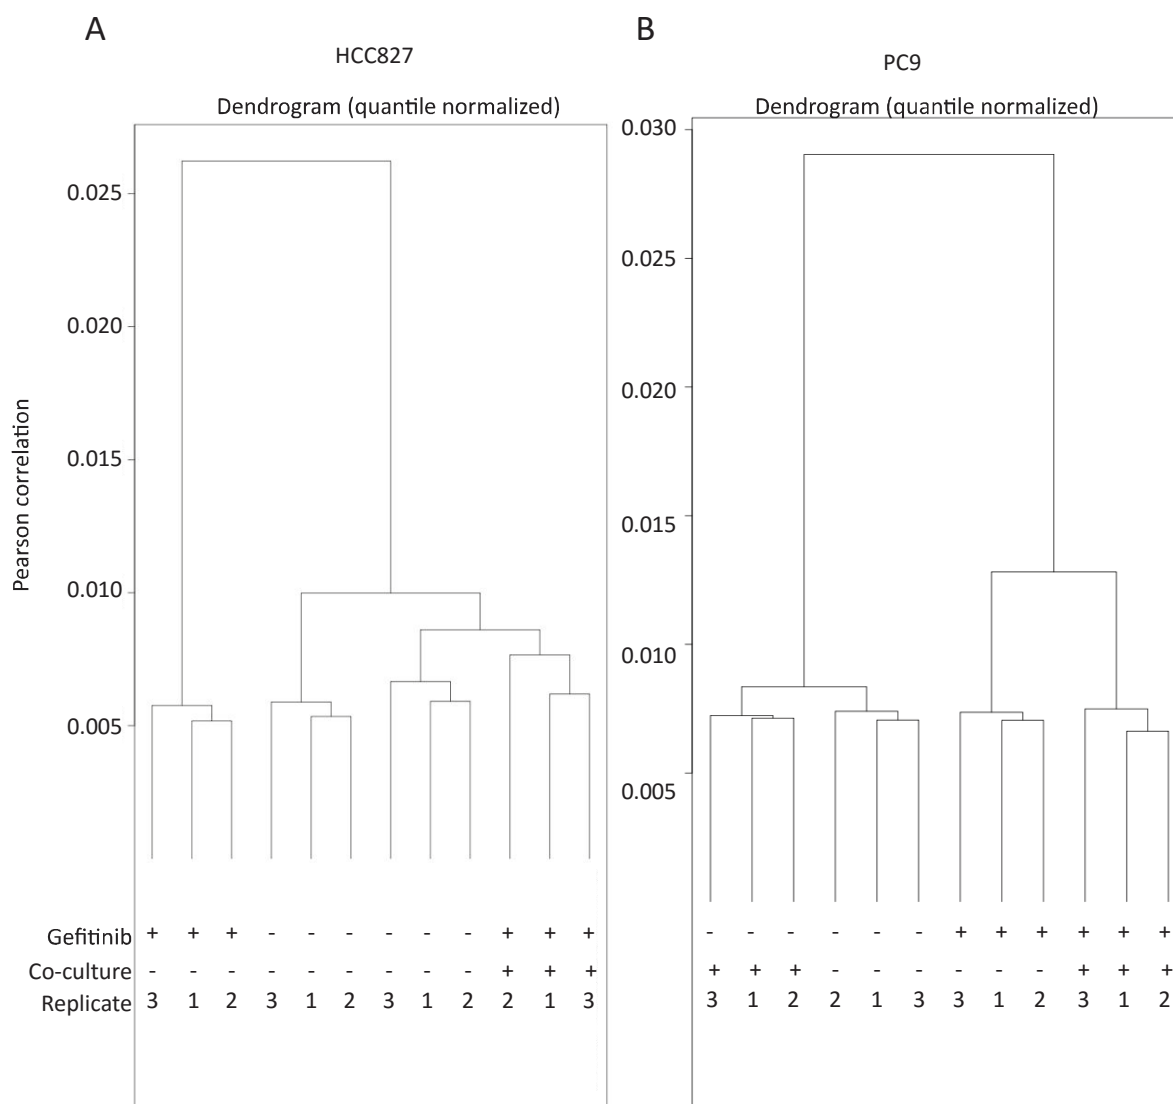 A
HCC827
Dendrogram (quantile normalized)
0.025
0.020
0.015
0.010
0.005
Pearson correlation
Gefitinib + + + - - - - - - + + +
Co-culture - - - - - - - - - + + +
Replicate 3 1 2 3 1 2 3 1 2 2 1 3
B
PC9
Dendrogram (quantile normalized)
0.030
0.025
0.020
0.015
0.010
0.005
- - - - - - + + + + + +
+ + + - - - - - - + + +
3 1 2 2 1 3 3 1 2 3 1 2